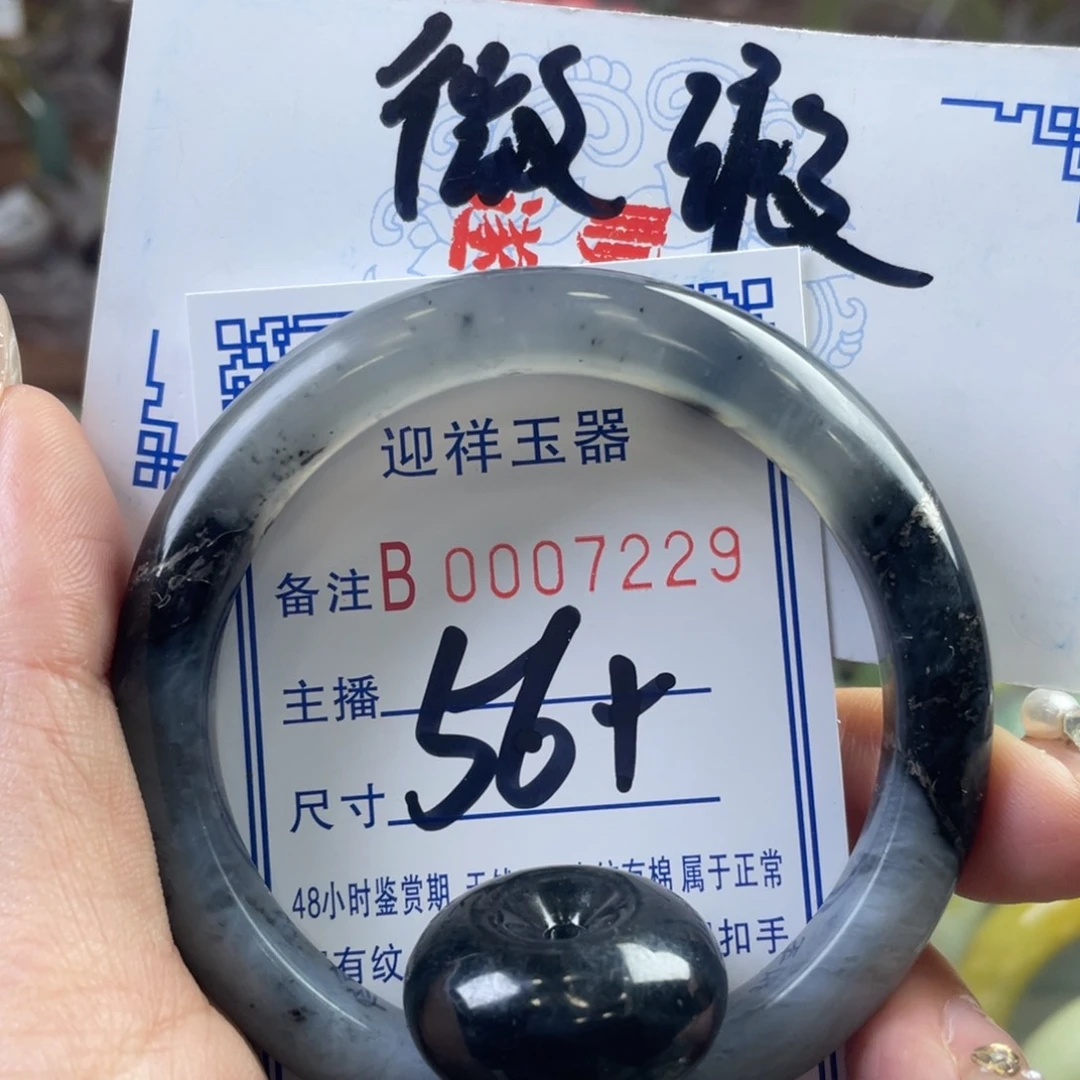 微瑕
迎祥玉器
备注B 0007229
主播
尺寸 56+
48小时鉴赏期
有棉 属于正常
有纹
扣手